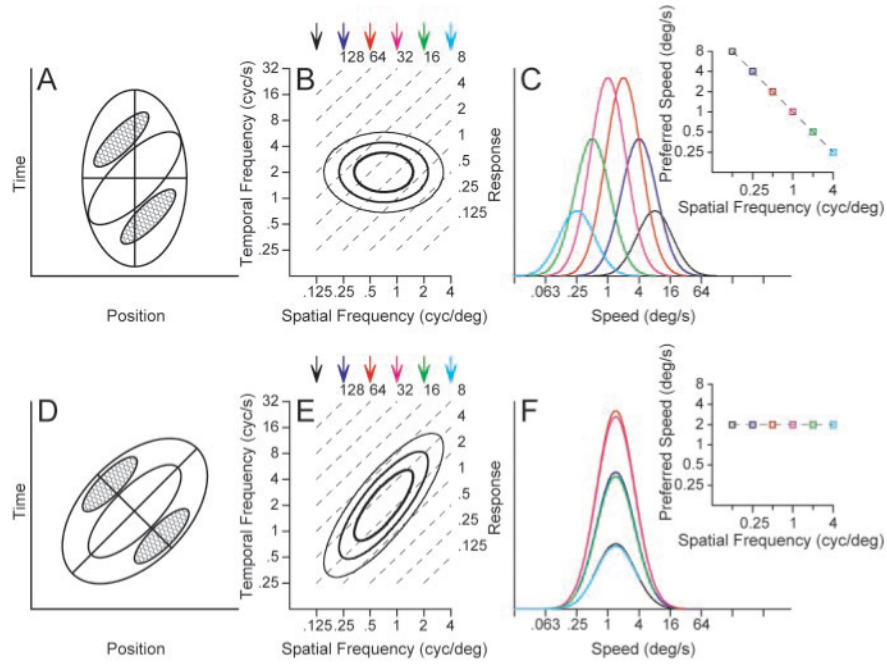 A
Time
Position
B
128 64 32 16 8
32
16
8
4
2
1
.5
.25
Temporal Frequency (cyc/s)
4
2
1
.5
.25
.125
.125 .25 .5 1 2 4
Spatial Frequency (cyc/deg)
C
Response
.063 .25 1 4 16 64
Speed (deg/s)
Preferred Speed (deg/s)
8
4
2
1
0.5
0.25
0.25 1 4
Spatial Frequency (cyc/deg)
D
Time
Position
E
128 64 32 16 8
32
16
8
4
2
1
.5
.25
Temporal Frequency (cyc/s)
4
2
1
.5
.25
.125
.125 .25 .5 1 2 4
Spatial Frequency (cyc/deg)
F
Response
.063 .25 1 4 16 64
Speed (deg/s)
Preferred Speed (deg/s)
8
4
2
1
0.5
0.25
0.25 1 4
Spatial Frequency (cyc/deg)